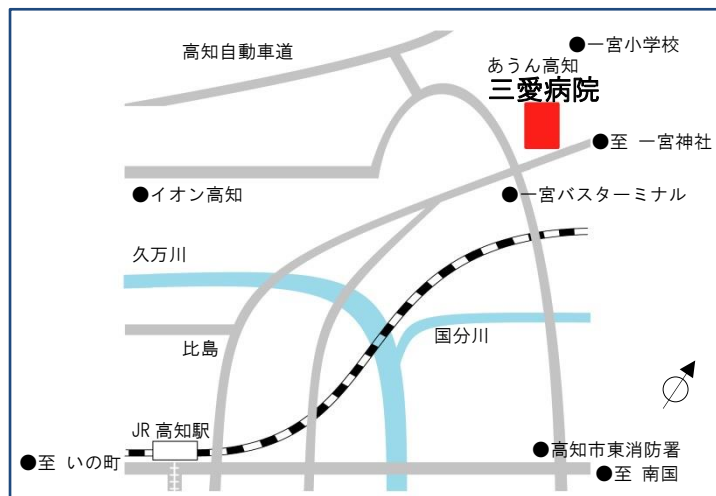 ●一宮小学校
高知自動車道
あうん高知
三愛病院
●至 一宮神社
●イオン高知
●一宮バスターミナル
久万川
国分川
比島
JR 高知駅
●高知市東消防署
●至 いの町
●至 南国